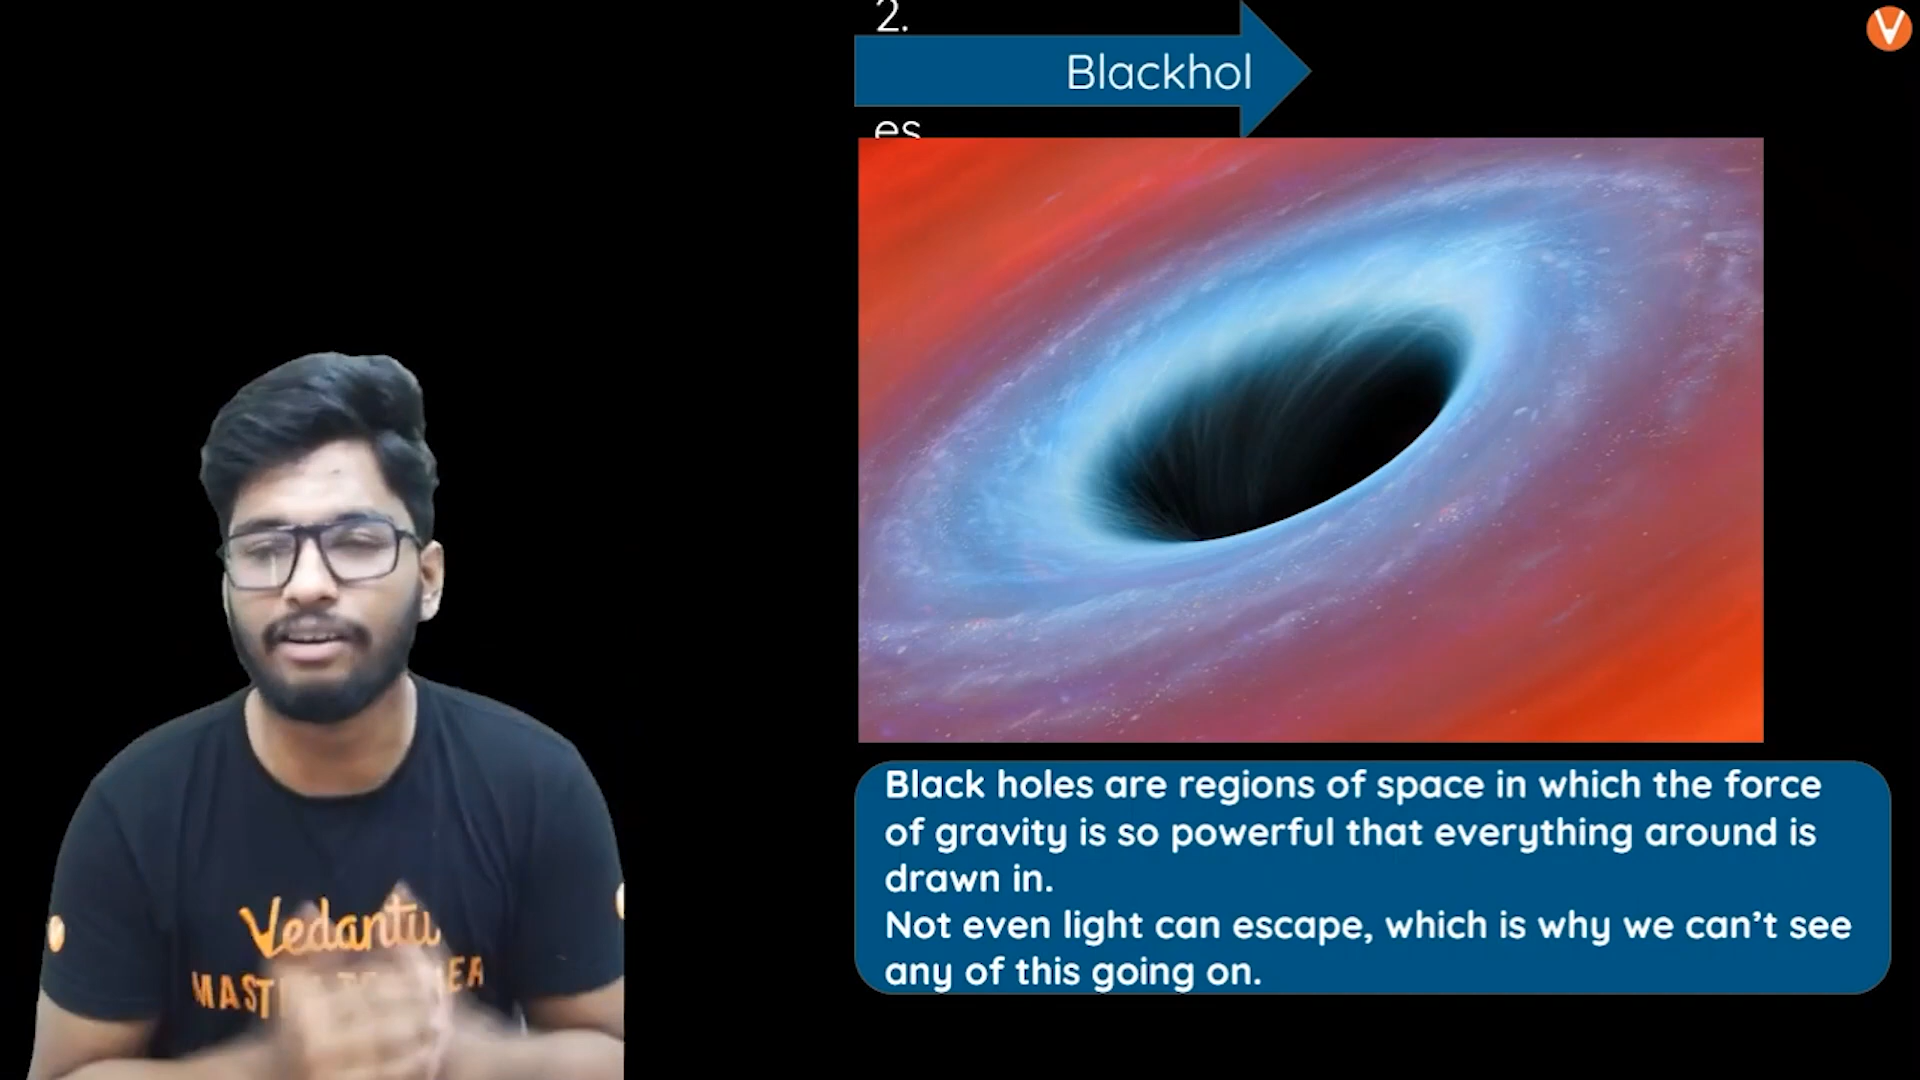 2.
Blackhol
es
Black holes are regions of space in which the force
of gravity is so powerful that everything around is
drawn in.
Not even light can escape, which is why we can’t see
any of this going on.
Vedantu